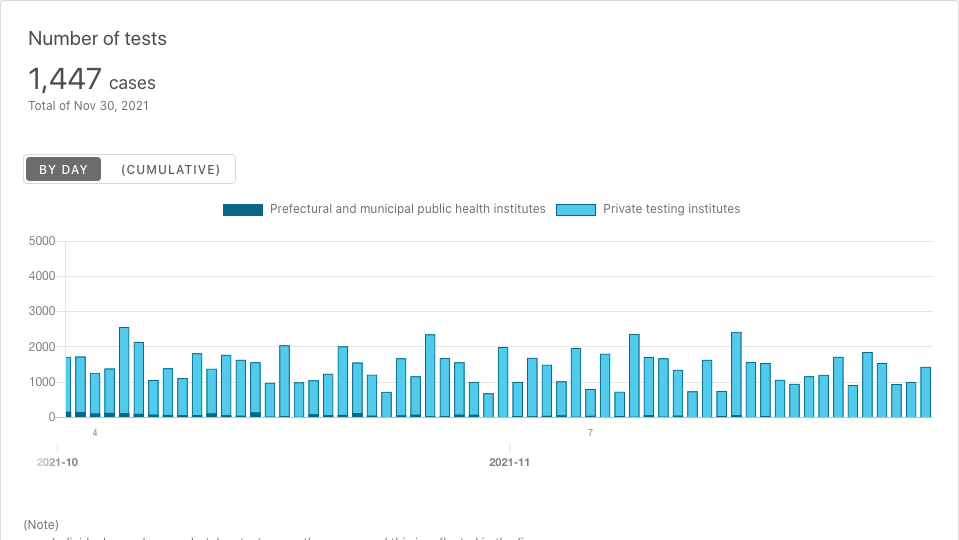 Number of tests
1,447 cases
Total of Nov 30, 2021
BY DAY (CUMULATIVE)
Prefectural and municipal public health institutes Private testing institutes
5000
4000
3000
2000
1000
0
4 7
2021-10 2021-11
(Note)